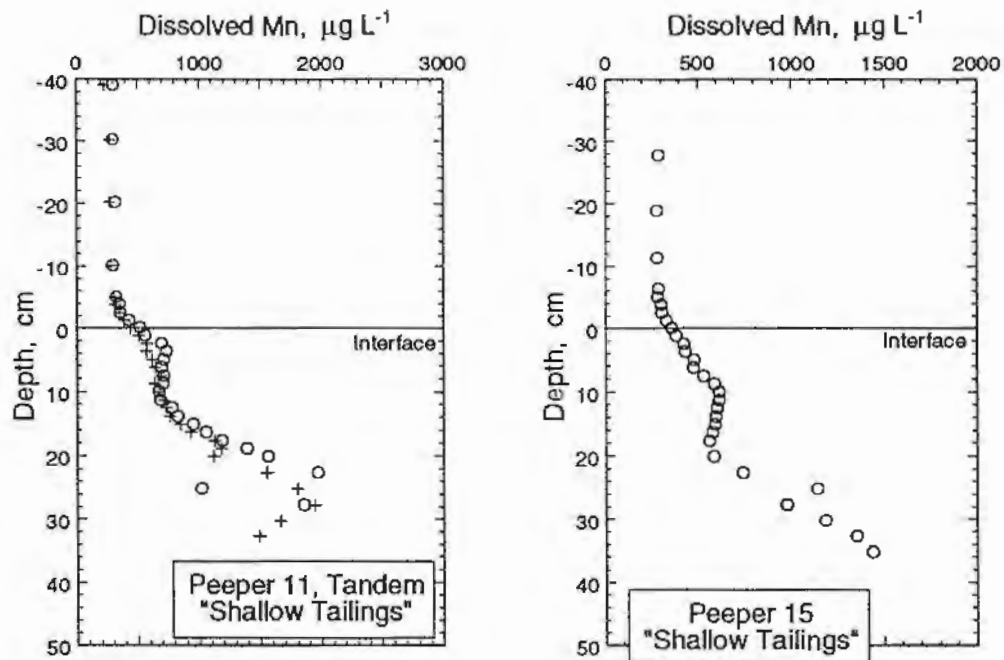 Dissolved Mn, μg L-1
0 1000 2000 3000
-40
-30
-20
-10
0
10
20
30
40
50
Depth, cm
Interface
Peeper 11, Tandem
"Shallow Tailings"
Dissolved Mn, μg L-1
0 500 1000 1500 2000
-40
-30
-20
-10
0
10
20
30
40
50
Depth, cm
Interface
Peeper 15
"Shallow Tailings"